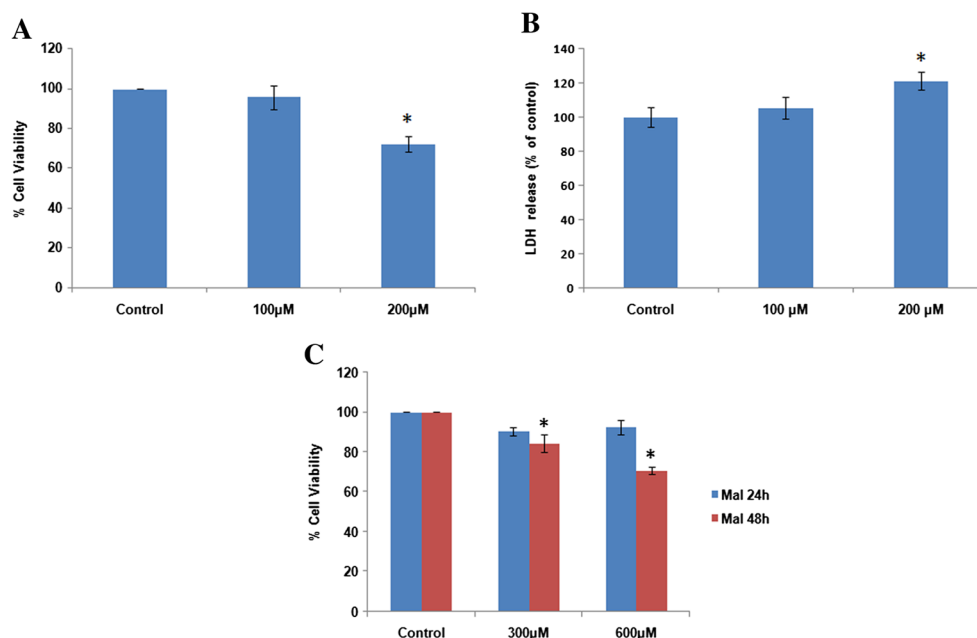 A
120
100
80
60
40
20
0
% Cell Viability
*
Control 100µM 200µM
B
140
120
100
80
60
40
20
0
LDH release (% of control)
*
Control 100 µM 200 µM
C
120
100
80
60
40
20
0
% Cell Viability
*
*
Mal 24h
Mal 48h
Control 300µM 600µM